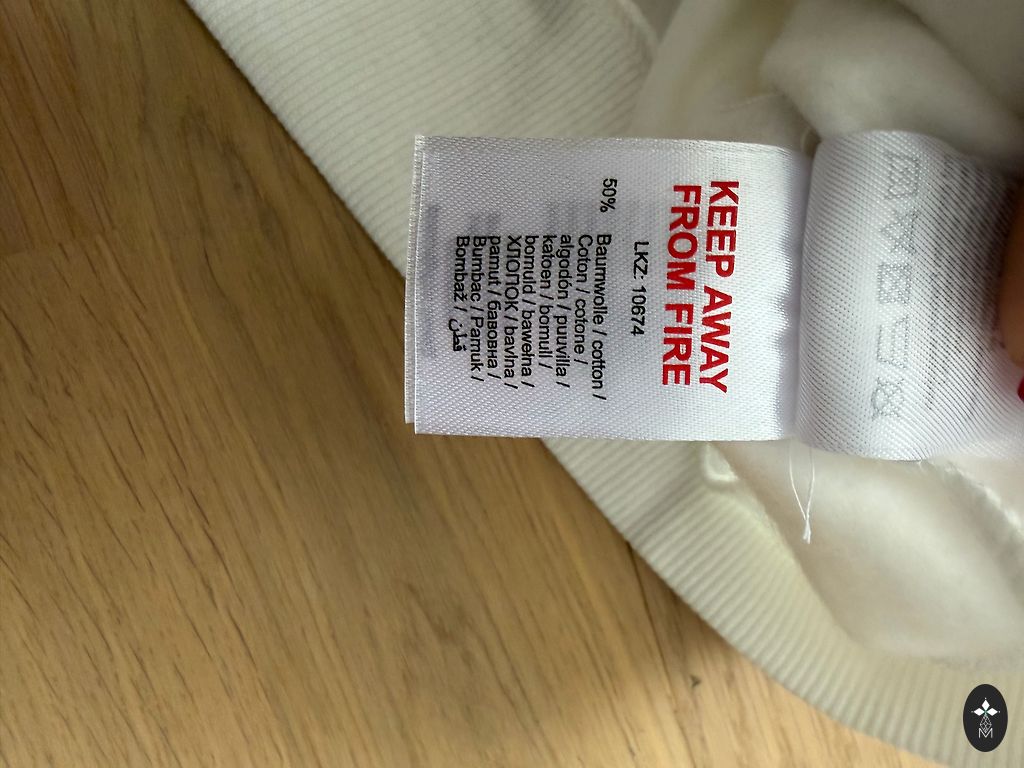 KEEP AWAY
FROM FIRE
LKZ: 10674
50% Baumwolle / cotton /
Coton / cotone /
algodón / puuvilla /
katoen / bomull /
bomuld / bawełna /
ХЛОПОК / bavlna /
pamut / бавовна /
Bumbac / Pamuk /
Bombaž / قطن